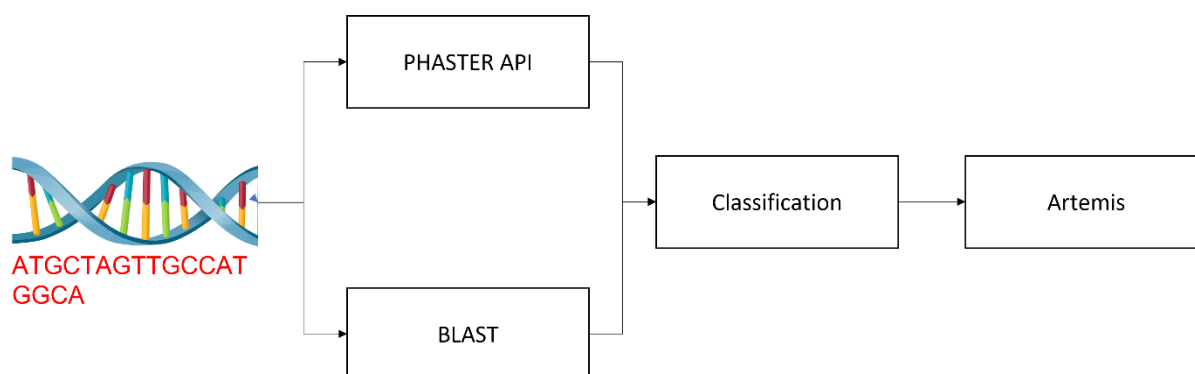 PHASTER API
ATGCTAGTTGCCAT
GGCA
BLAST
Classification
Artemis